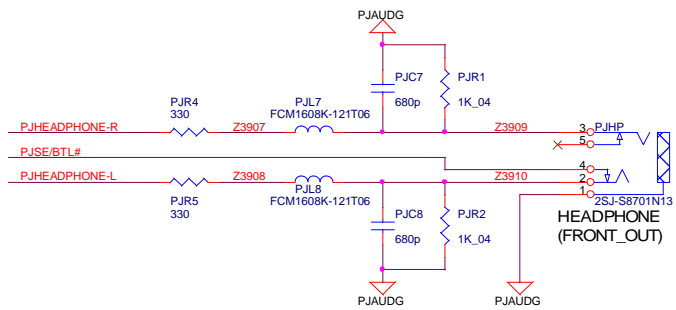 PJAUDG
PJC7
680p
PJR1
1K_04
PJR4
330
PJL7
FCM1608K-121T06
PJHEADPHONE-R
Z3907
Z3909
3
PJHP
5
PJSE/BTL#
4
PJHEADPHONE-L
Z3908
Z3910
2
1
PJR5
330
PJL8
FCM1608K-121T06
2SJ-S8701N13
HEADPHONE
(FRONT_OUT)
PJC8
680p
PJR2
1K_04
PJAUDG
PJAUDG